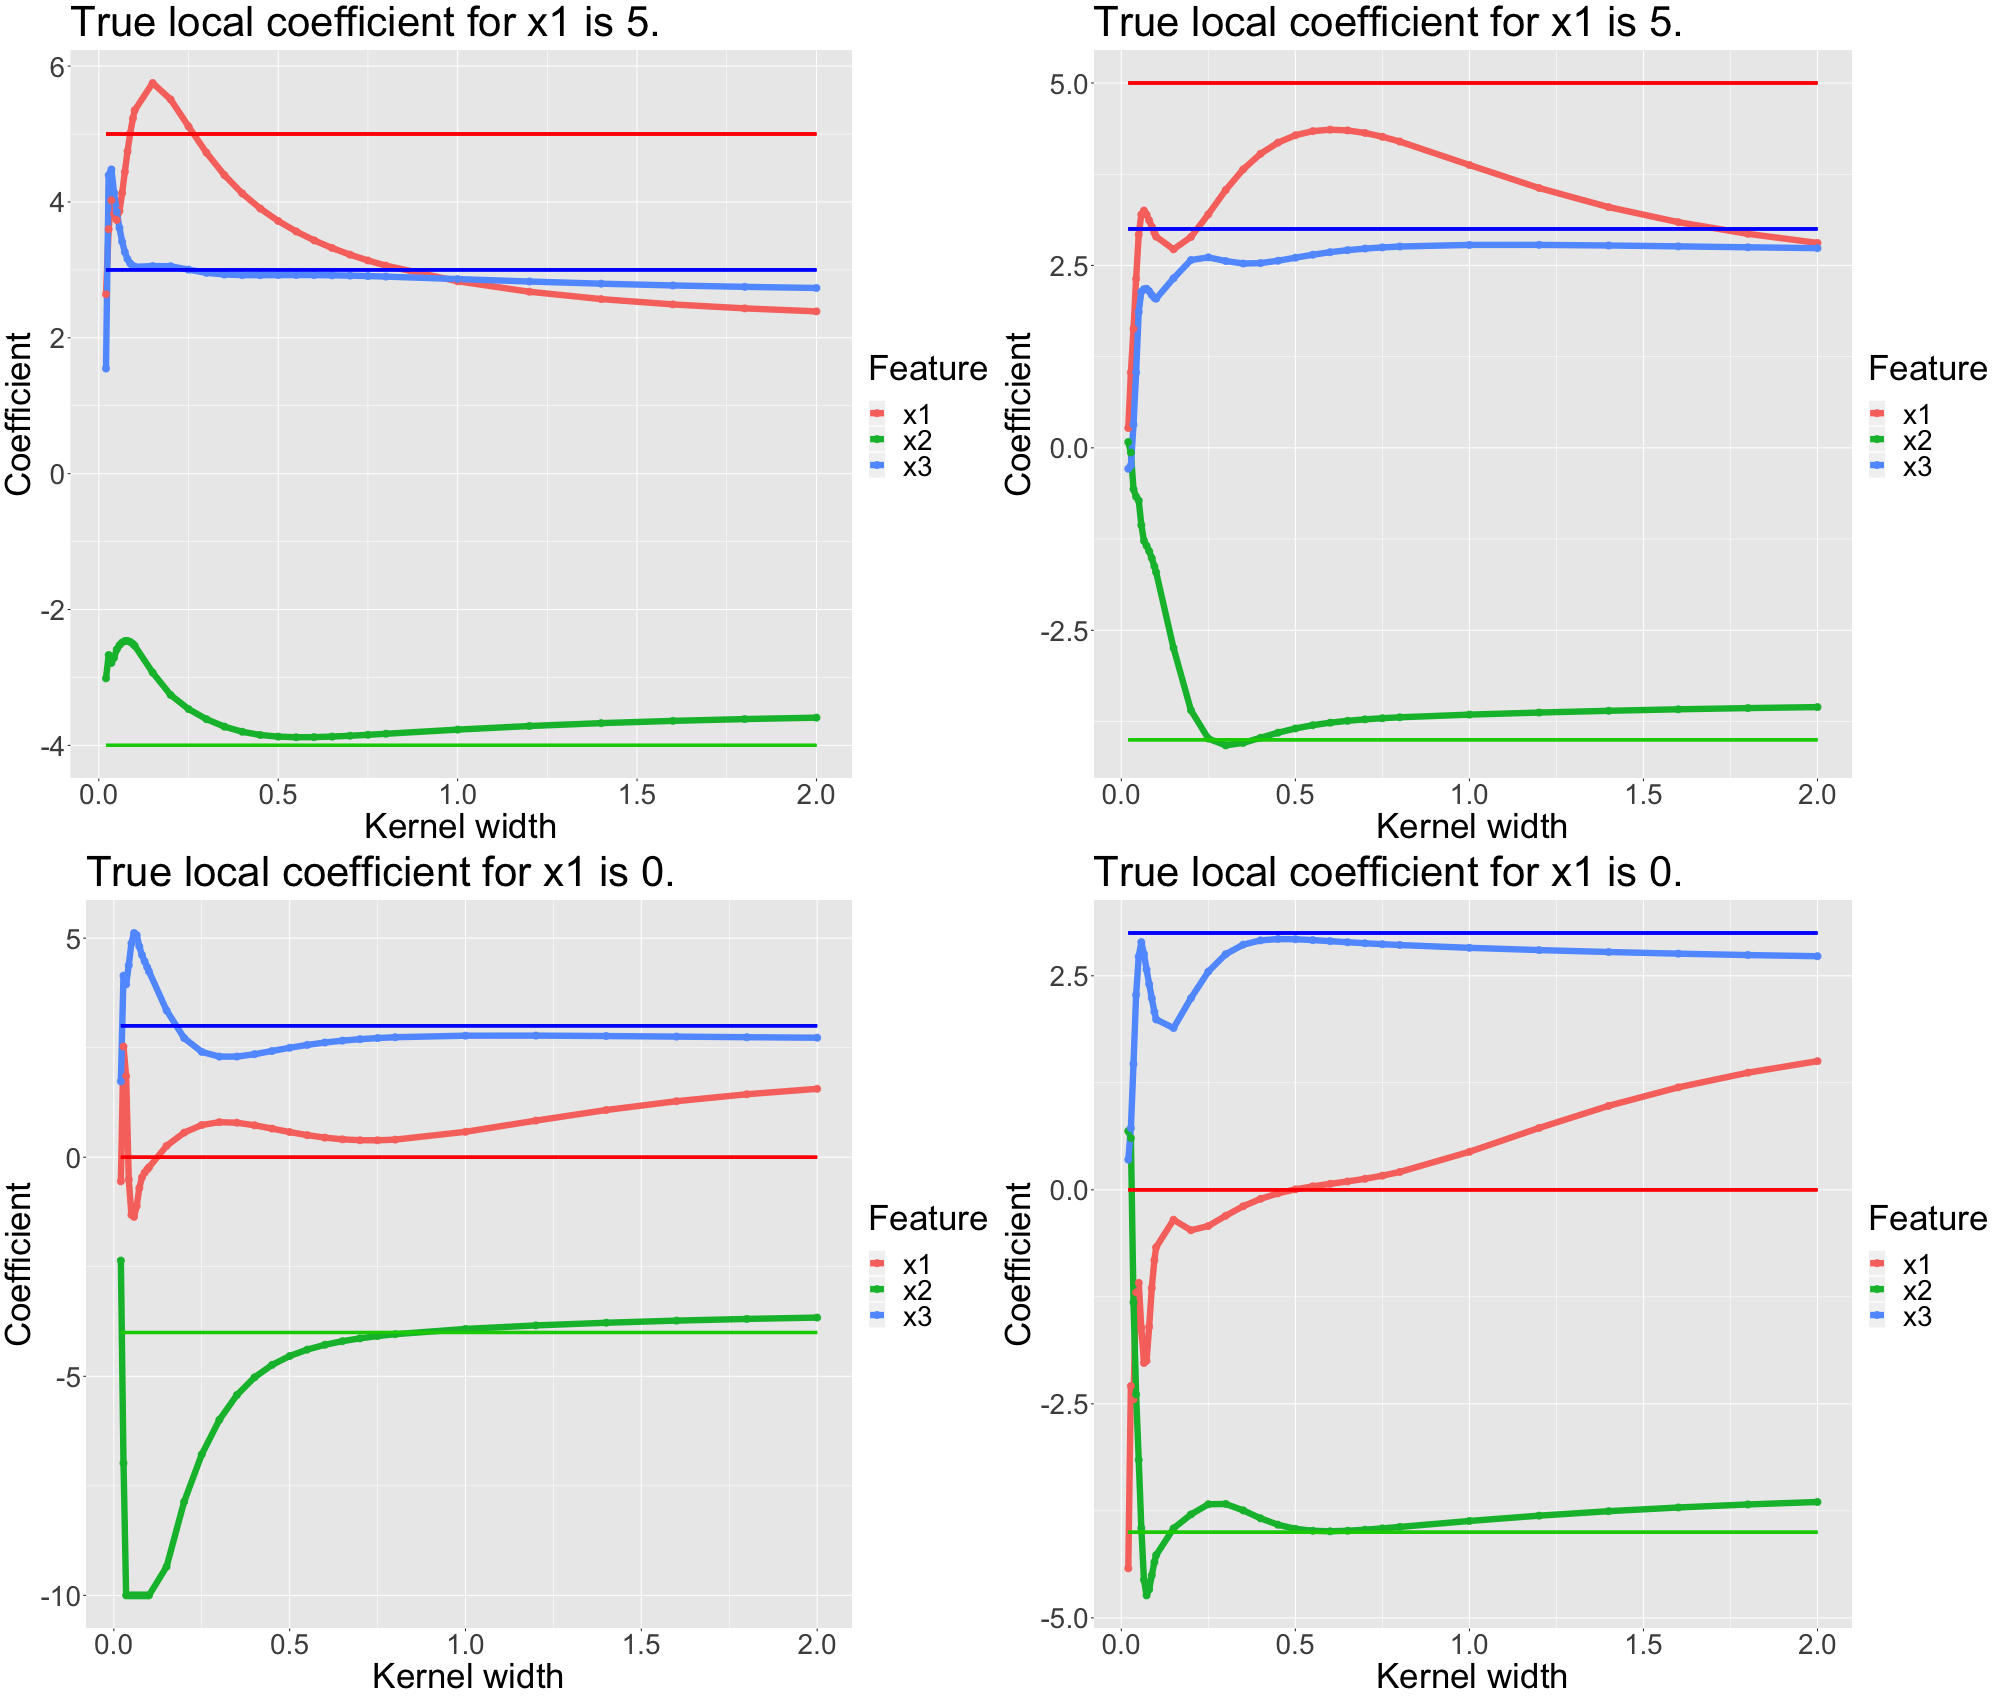 True local coefficient for x1 is 5.
Coefficient
6
4
2
0
-2
-4
0.0 0.5 1.0 1.5 2.0
Kernel width
Feature
x1
x2
x3
True local coefficient for x1 is 5.
Coefficient
5.0
2.5
0.0
-2.5
0.0 0.5 1.0 1.5 2.0
Kernel width
Feature
x1
x2
x3
True local coefficient for x1 is 0.
Coefficient
5
0
-5
-10
0.0 0.5 1.0 1.5 2.0
Kernel width
Feature
x1
x2
x3
True local coefficient for x1 is 0.
Coefficient
2.5
0.0
-2.5
-5.0
0.0 0.5 1.0 1.5 2.0
Kernel width
Feature
x1
x2
x3